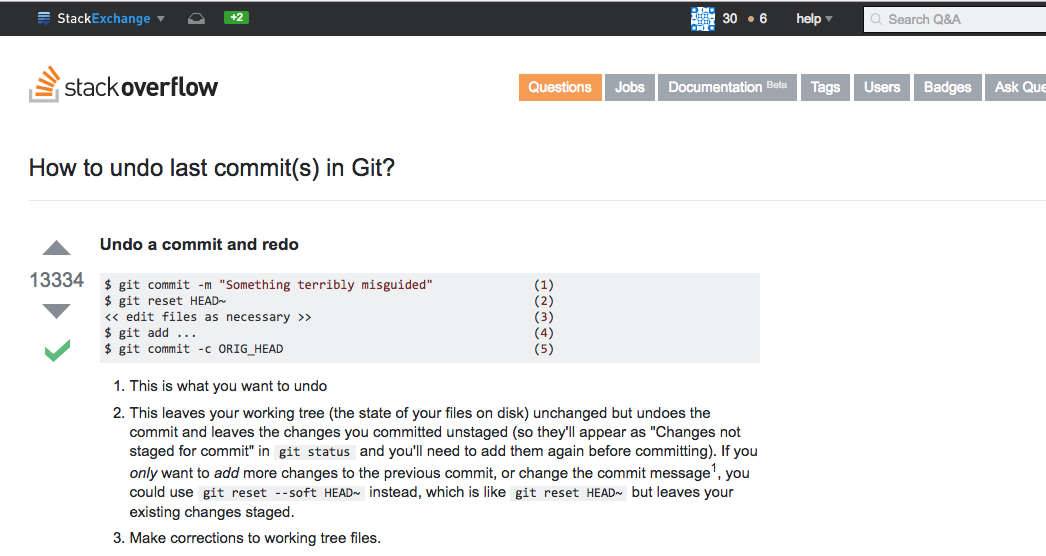 StackExchange +2 30 6 help Search Q&A
stackoverflow Questions Jobs Documentation Beta Tags Users Badges Ask Que
How to undo last commit(s) in Git?
Undo a commit and redo
13334
$ git commit -m "Something terribly misguided" (1)
$ git reset HEAD~ (2)
<< edit files as necessary >> (3)
$ git add ... (4)
$ git commit -c ORIG_HEAD (5)
1. This is what you want to undo
2. This leaves your working tree (the state of your files on disk) unchanged but undoes the
commit and leaves the changes you committed unstaged (so they'll appear as "Changes not
staged for commit" in git status and you'll need to add them again before committing). If you
only want to add more changes to the previous commit, or change the commit message1, you
could use git reset --soft HEAD~ instead, which is like git reset HEAD~ but leaves your
existing changes staged.
3. Make corrections to working tree files.